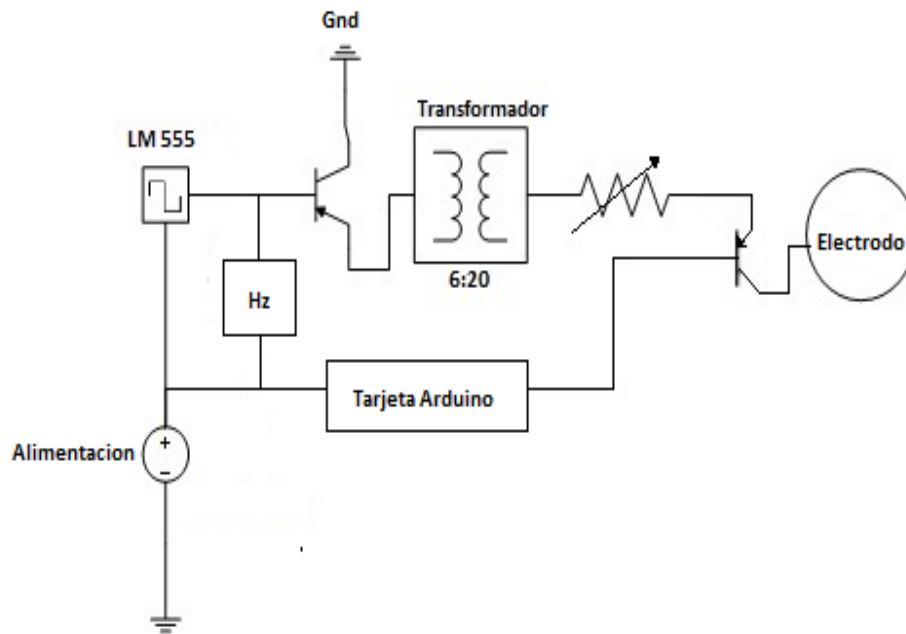 Gnd
Transformador
LM 555
Electrodo
6:20
Hz
Tarjeta Arduino
+
Alimentacion
-